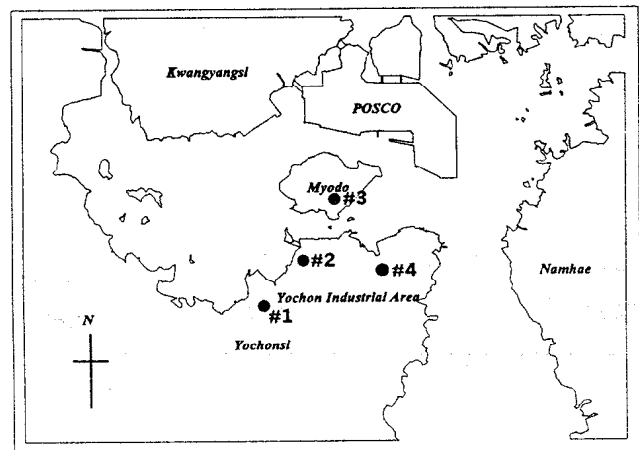 Kwangyangsi
POSCO
Myodo
#3
#2
#4
Namhae
Yochon Industrial Area
#1
N
Yochonsi